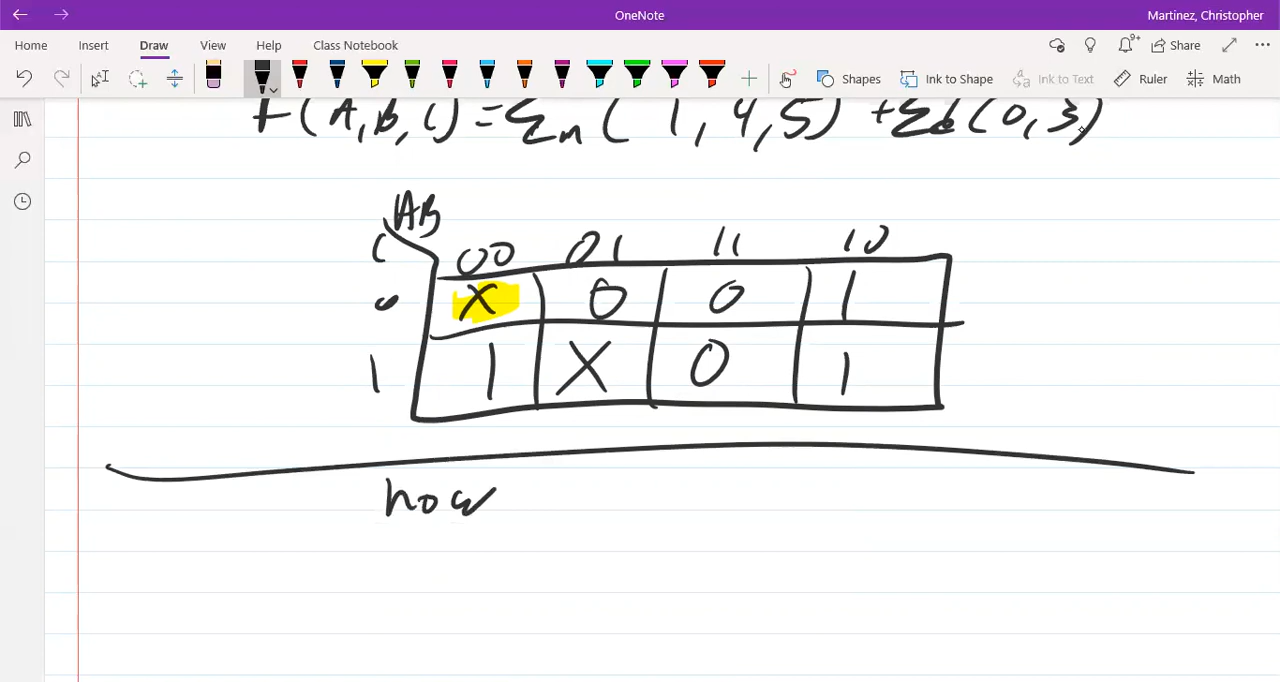 OneNote
Martínez, Christopher
Home Insert Draw View Help Class Notebook
Share
Shapes
Ink to Shape
Ink to Text
Ruler
Math
f(A,B,C) = Σm(1,4,5) + Σd(0,3)
AB
C 00 01 11 10
0 X 0 0 1
1 1 X 0 1
how